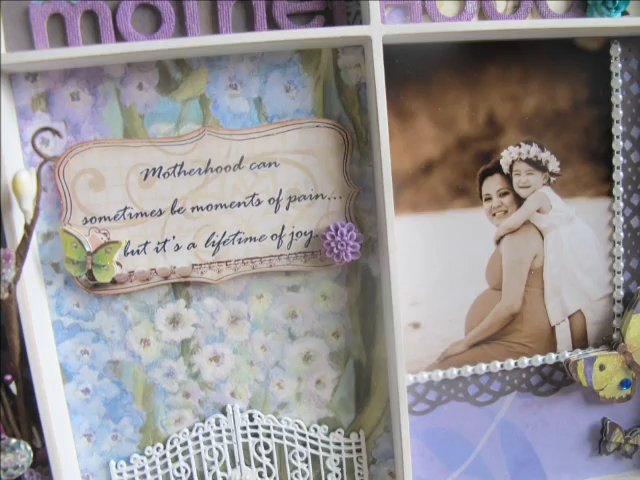 Motherhood can
sometimes be moments of pain...
but it's a lifetime of joy.